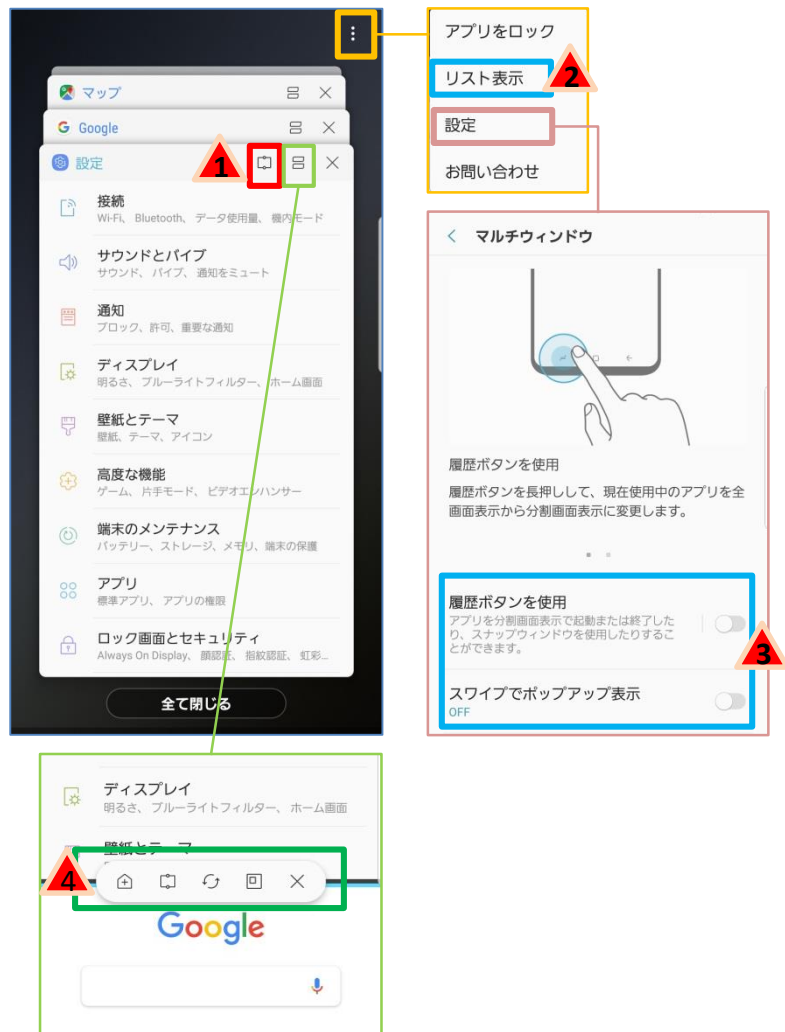 マップ
Google
設定
1
接続
Wi-Fi、 Bluetooth、 データ使用量、 機内モード
サウンドとバイブ
サウンド、 バイブ、 通知をミュート
通知
ブロック、許可、重要な通知
ディスプレイ
明るさ、 ブルーライトフィルター、 ホーム画面
壁紙とテーマ
壁紙、テーマ、アイコン
高度な機能
ゲーム、 片手モード、 ビデオエンハンサー
端末のメンテナンス
バッテリー、ストレージ、メモリ、端末の保護
アプリ
標準アプリ、 アプリの権限
ロック画面とセキュリティ
Always On Display、 顔認証、 指紋認証、 虹彩...
全て閉じる
アプリをロック
リスト表示
2
設定
お問い合わせ
マルチウィンドウ
履歴ボタンを使用
履歴ボタンを長押しして、現在使用中のアプリを全
画面表示から分割画面表示に変更します。
履歴ボタンを使用
アプリを分割画面表示で起動または終了した
り、スナップウィンドウを使用したりするこ
とができます。
3
スワイプでポップアップ表示
OFF
ディスプレイ
明るさ、 ブルーライトフィルター、 ホーム画面
壁紙とテーマ
4
Google